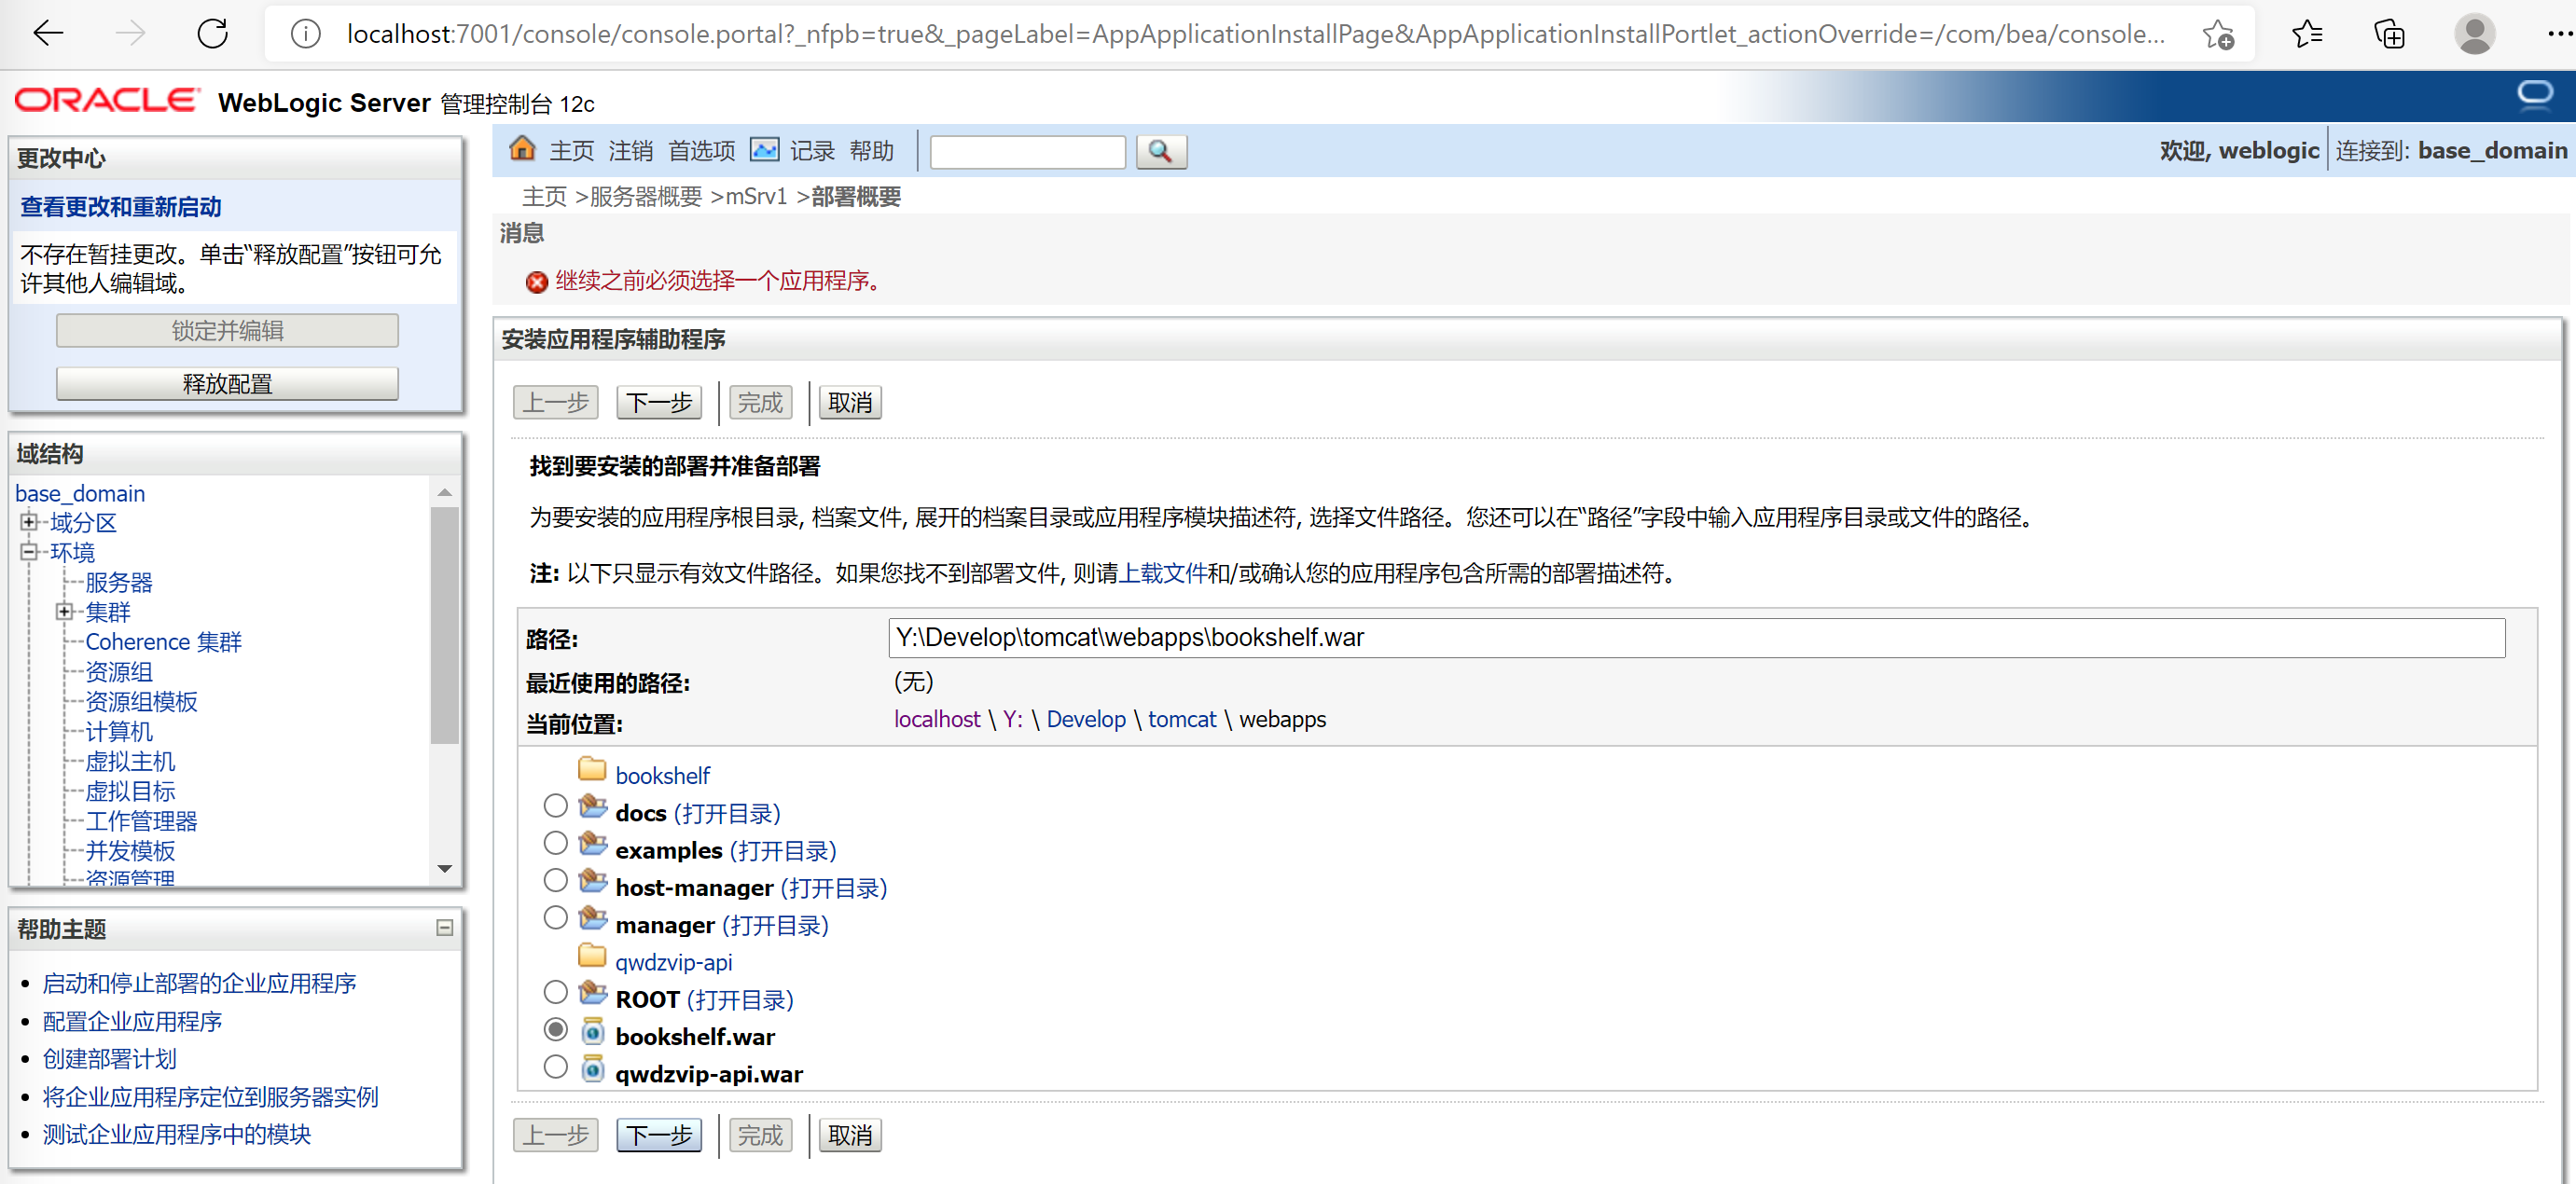 localhost:7001/console/console.portal?_nfpb=true&_pageLabel=AppApplicationInstallPage&AppApplicationInstallPortlet_actionOverride=/com/bea/console...
ORACLE WebLogic Server 管理控制台 12c
更改中心
查看更改和重新启动
不存在暂挂更改。单击“释放配置”按钮可允
许其他人编辑域。
锁定并编辑
释放配置
域结构
base_domain
域分区
环境
服务器
集群
Coherence 集群
资源组
资源组模板
计算机
虚拟主机
虚拟目标
工作管理器
并发模板
资源管理
帮助主题
启动和停止部署的企业应用程序
配置企业应用程序
创建部署计划
将企业应用程序定位到服务器实例
测试企业应用程序中的模块
主页 注销 首选项 记录 帮助
欢迎, weblogic 连接到: base_domain
主页 >服务器概要 >mSrv1 >部署概要
消息
继续之前必须选择一个应用程序。
安装应用程序辅助程序
上一步 下一步 完成 取消
找到要安装的部署并准备部署
为要安装的应用程序根目录, 档案文件, 展开的档案目录或应用程序模块描述符, 选择文件路径。您还可以在“路径”字段中输入应用程序目录或文件的路径。
注: 以下只显示有效文件路径。如果您找不到部署文件, 则请上载文件和/或确认您的应用程序包含所需的部署描述符。
路径: Y:\Develop\tomcat\webapps\bookshelf.war
最近使用的路径: (无)
当前位置: localhost \ Y: \ Develop \ tomcat \ webapps
bookshelf
docs (打开目录)
examples (打开目录)
host-manager (打开目录)
manager (打开目录)
qwdzvip-api
ROOT (打开目录)
bookshelf.war
qwdzvip-api.war
上一步 下一步 完成 取消